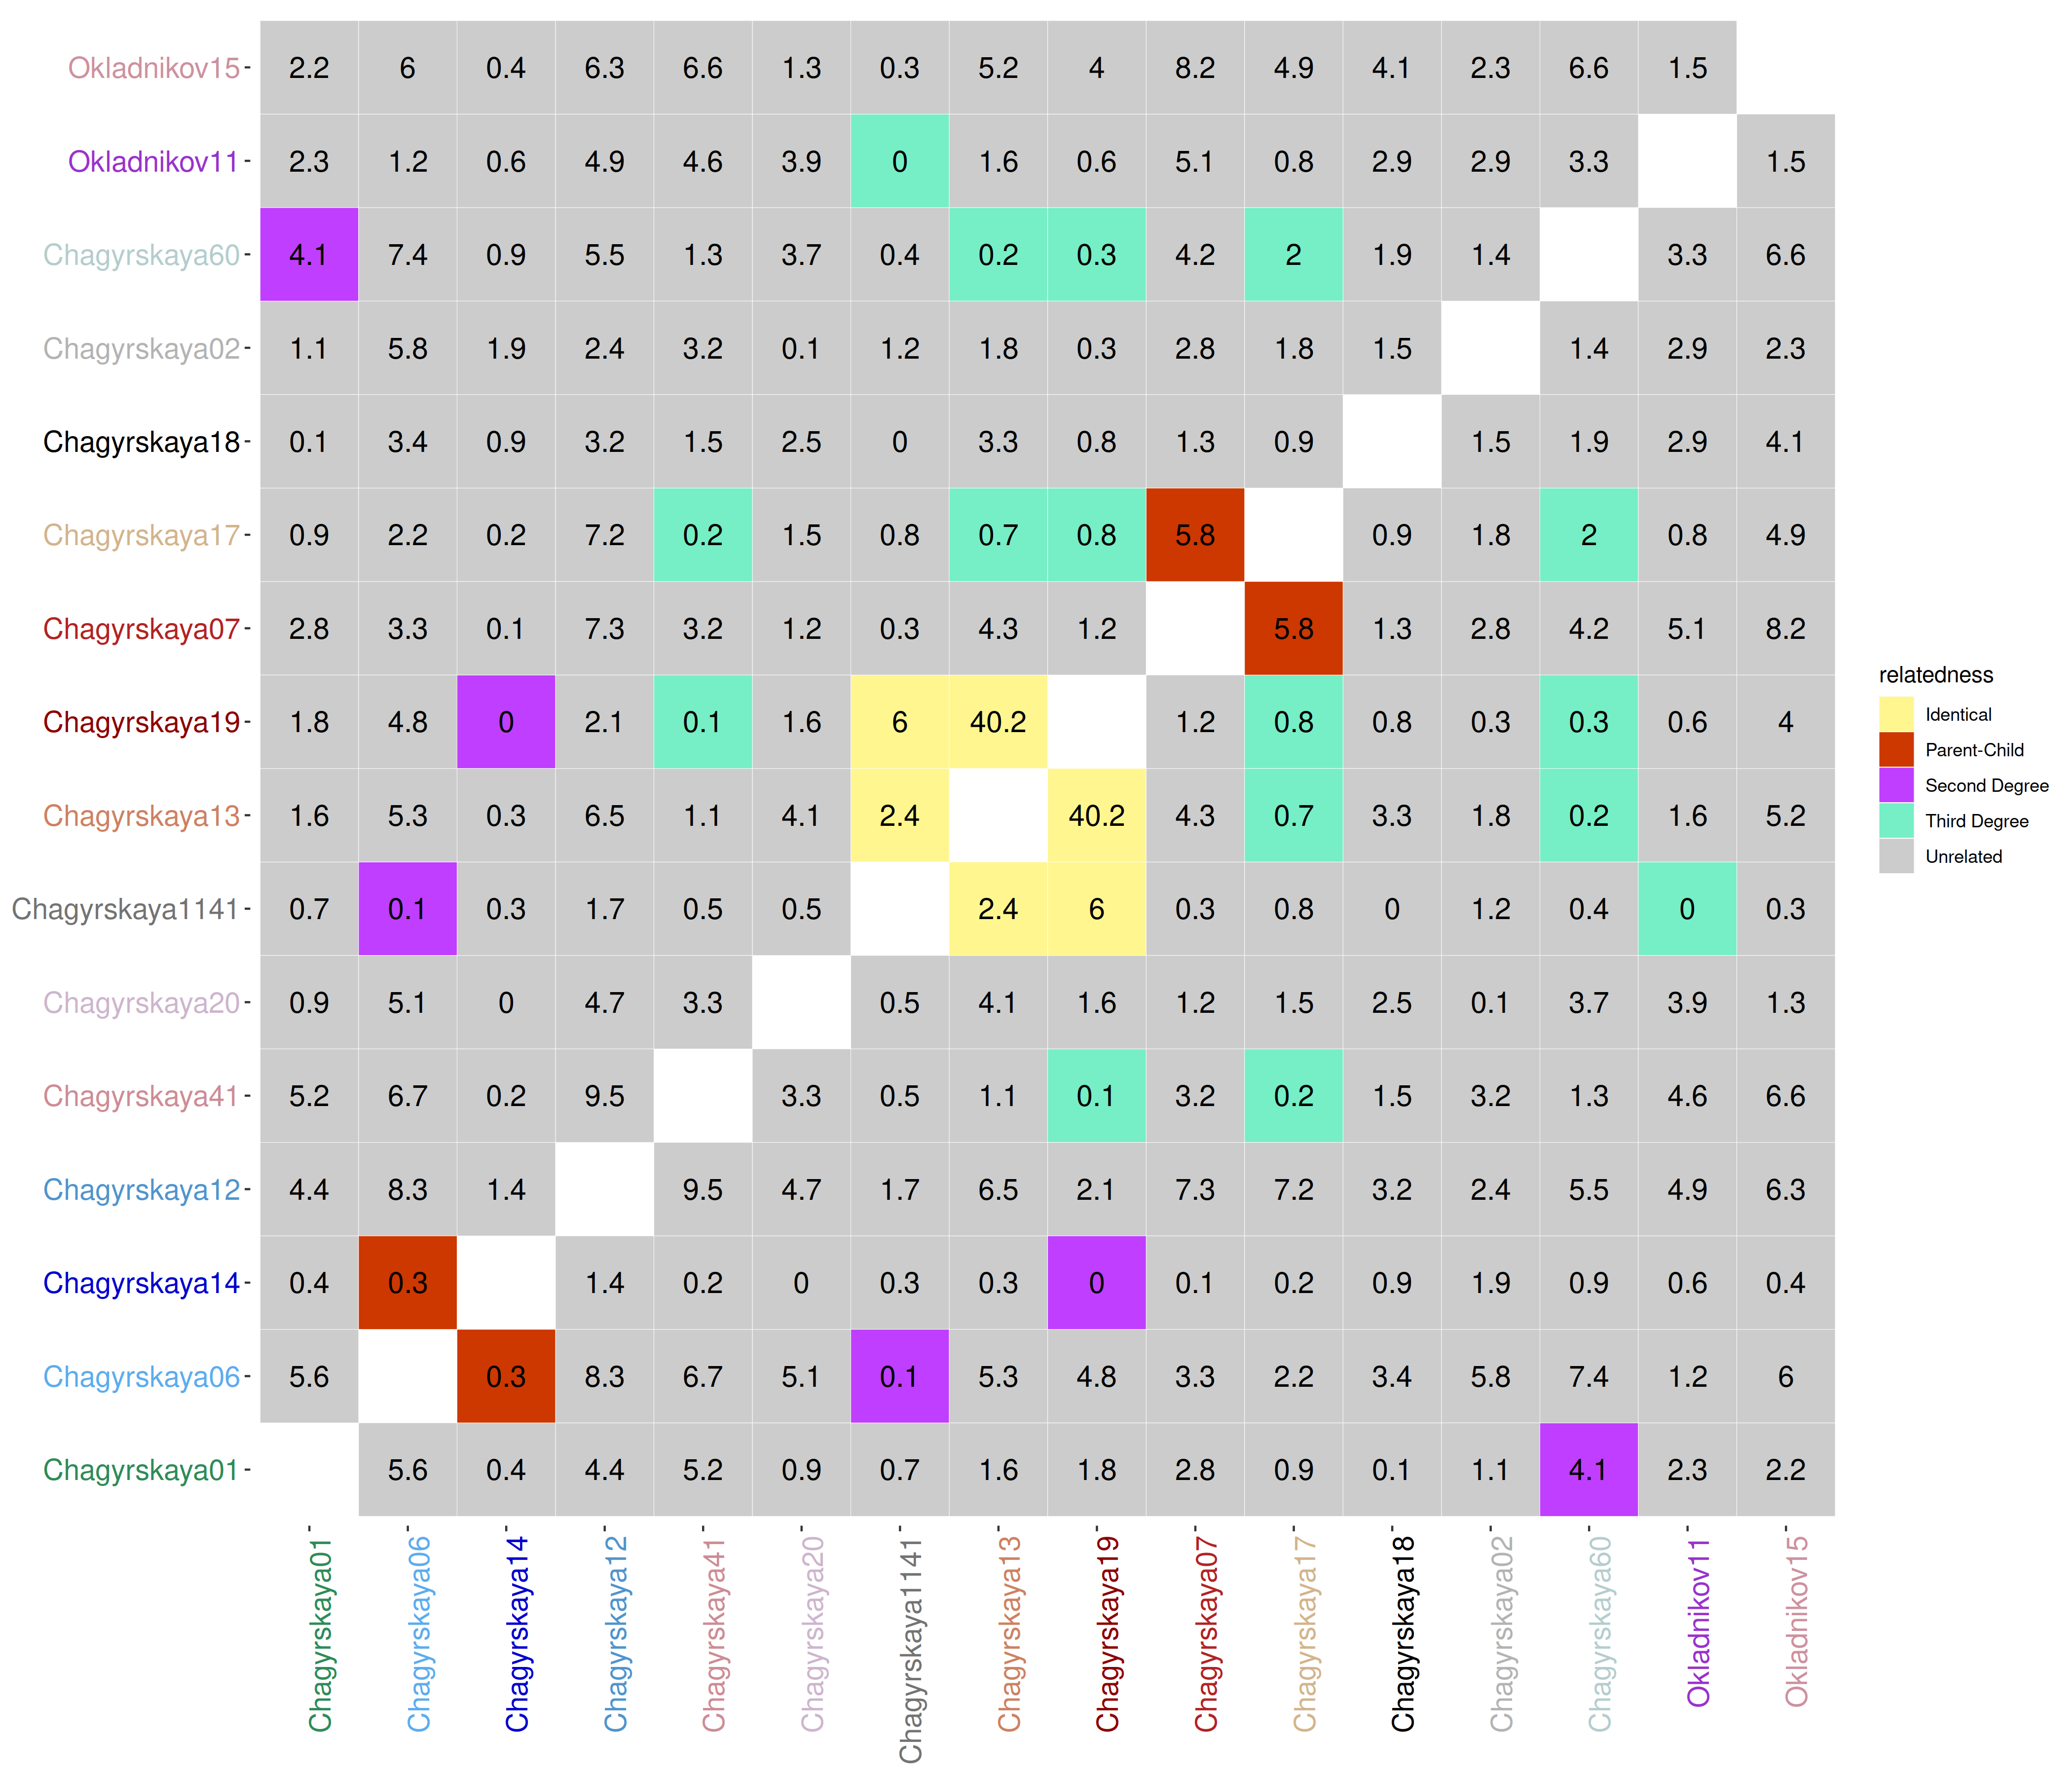 Okladnikov15 2.2 6 0.4 6.3 6.6 1.3 0.3 5.2 4 8.2 4.9 4.1 2.3 6.6 1.5
Okladnikov11 2.3 1.2 0.6 4.9 4.6 3.9 0 1.6 0.6 5.1 0.8 2.9 2.9 3.3 1.5
Chagyrskaya60 4.1 7.4 0.9 5.5 1.3 3.7 0.4 0.2 0.3 4.2 2 1.9 1.4 3.3 6.6
Chagyrskaya02 1.1 5.8 1.9 2.4 3.2 0.1 1.2 1.8 0.3 2.8 1.8 1.5 1.4 2.9 2.3
Chagyrskaya18 0.1 3.4 0.9 3.2 1.5 2.5 0 3.3 0.8 1.3 0.9 1.5 1.9 2.9 4.1
Chagyrskaya17 0.9 2.2 0.2 7.2 0.2 1.5 0.8 0.7 0.8 5.8 0.9 1.8 2 0.8 4.9
Chagyrskaya07 2.8 3.3 0.1 7.3 3.2 1.2 0.3 4.3 1.2 5.8 1.3 2.8 4.2 5.1 8.2
Chagyrskaya19 1.8 4.8 0 2.1 0.1 1.6 6 40.2 1.2 0.8 0.8 0.3 0.3 0.6 4
Chagyrskaya13 1.6 5.3 0.3 6.5 1.1 4.1 2.4 40.2 4.3 0.7 3.3 1.8 0.2 1.6 5.2
Chagyrskaya1141 0.7 0.1 0.3 1.7 0.5 0.5 2.4 6 0.3 0.8 0 1.2 0.4 0 0.3
Chagyrskaya20 0.9 5.1 0 4.7 3.3 0.5 4.1 1.6 1.2 1.5 2.5 0.1 3.7 3.9 1.3
Chagyrskaya41 5.2 6.7 0.2 9.5 3.3 0.5 1.1 0.1 3.2 0.2 1.5 3.2 1.3 4.6 6.6
Chagyrskaya12 4.4 8.3 1.4 9.5 4.7 1.7 6.5 2.1 7.3 7.2 3.2 2.4 5.5 4.9 6.3
Chagyrskaya14 0.4 0.3 1.4 0.2 0 0.3 0.3 0 0.1 0.2 0.9 1.9 0.9 0.6 0.4
Chagyrskaya06 5.6 0.3 8.3 6.7 5.1 0.1 5.3 4.8 3.3 2.2 3.4 5.8 7.4 1.2 6
Chagyrskaya01 5.6 0.4 4.4 5.2 0.9 0.7 1.6 1.8 2.8 0.9 0.1 1.1 4.1 2.3 2.2
Chagyrskaya01
Chagyrskaya06
Chagyrskaya14
Chagyrskaya12
Chagyrskaya41
Chagyrskaya20
Chagyrskaya1141
Chagyrskaya13
Chagyrskaya19
Chagyrskaya07
Chagyrskaya17
Chagyrskaya18
Chagyrskaya02
Chagyrskaya60
Okladnikov11
Okladnikov15
relatedness
Identical
Parent-Child
Second Degree
Third Degree
Unrelated